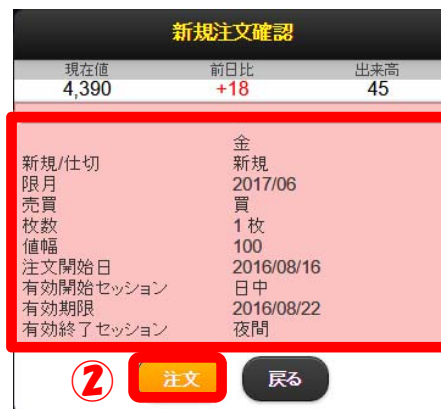 新規注文確認
現在値 前日比 出来高
4,390 +18 45
金
新規/仕切 新規
限月 2017/06
売買 買
枚数 1 枚
値幅 100
注文開始日 2016/08/16
有効開始セッション 日中
有効期限 2016/08/22
有効終了セッション 夜間
② 注文 戻る